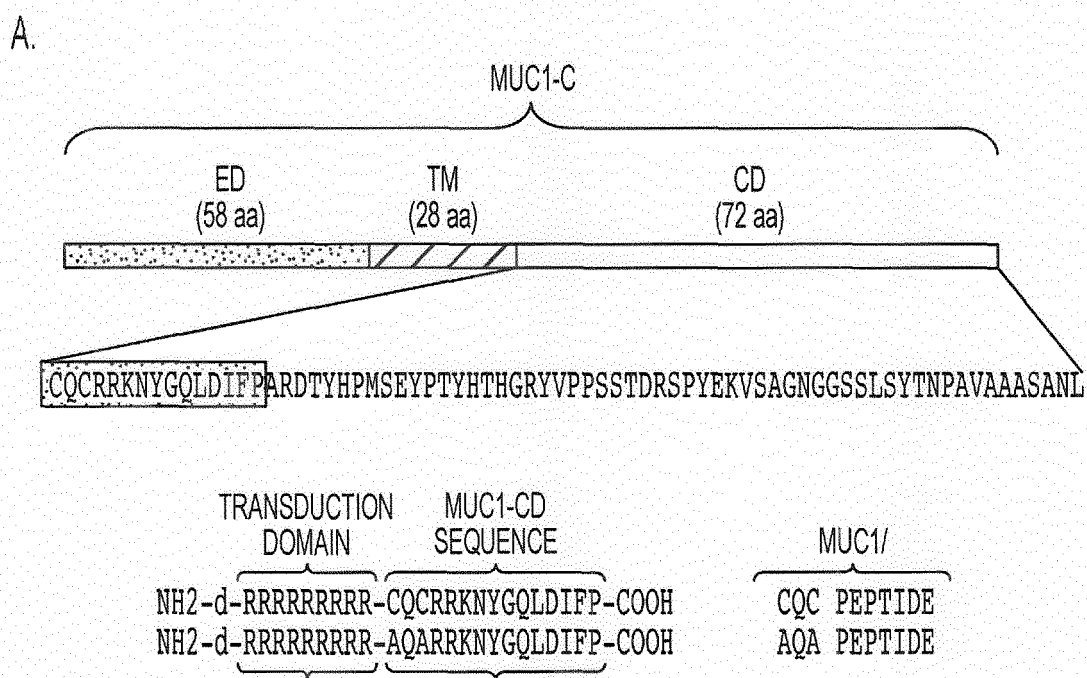 A.
MUC1-C
ED TM CD
(58 aa) (28 aa) (72 aa)
CQCRRKNYGQLDIFPARDTYHPMSEYPTYHTHGRYVPPSSTDRSPYEKVSAGNGGSSLSYTNPAVAAASANL
TRANSDUCTION MUC1-CD
DOMAIN SEQUENCE MUC1/
NH2-d-RRRRRRRRR-CQCRRKNYGQLDIFP-COOH CQC PEPTIDE
NH2-d-RRRRRRRRR-AQARRKNYGQLDIFP-COOH AQA PEPTIDE